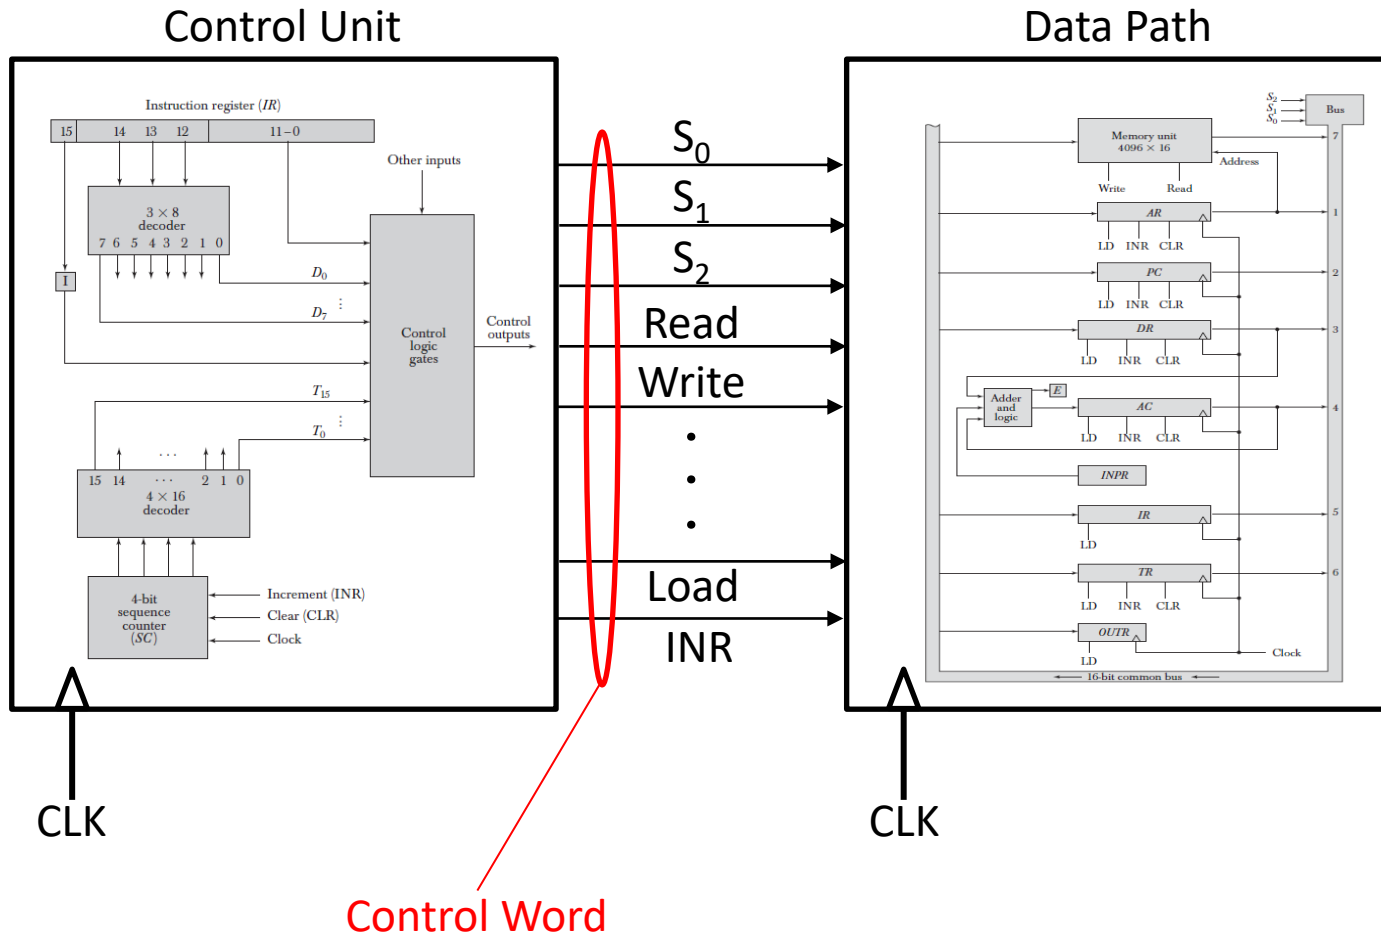 Control Unit
Instruction register (IR)
15 14 13 12 11-0
Other inputs
3 × 8
decoder
7 6 5 4 3 2 1 0
I
D0
⋮
D7
Control
logic
gates
Control
outputs
T15
⋮
T0
15 14 ... 2 1 0
4 × 16
decoder
4-bit
sequence
counter
(SC)
Increment (INR)
Clear (CLR)
Clock
CLK
S0
S1
S2
Read
Write
Load
INR
Control Word
Data Path
S2
S1
S0
Bus
Memory unit
4096 × 16
7
Address
Write Read
AR
1
LD INR CLR
PC
2
LD INR CLR
DR
3
LD INR CLR
Adder
and
logic
E
AC
4
LD INR CLR
INPR
IR
5
LD
TR
6
LD INR CLR
OUTR
LD
Clock
16-bit common bus
CLK